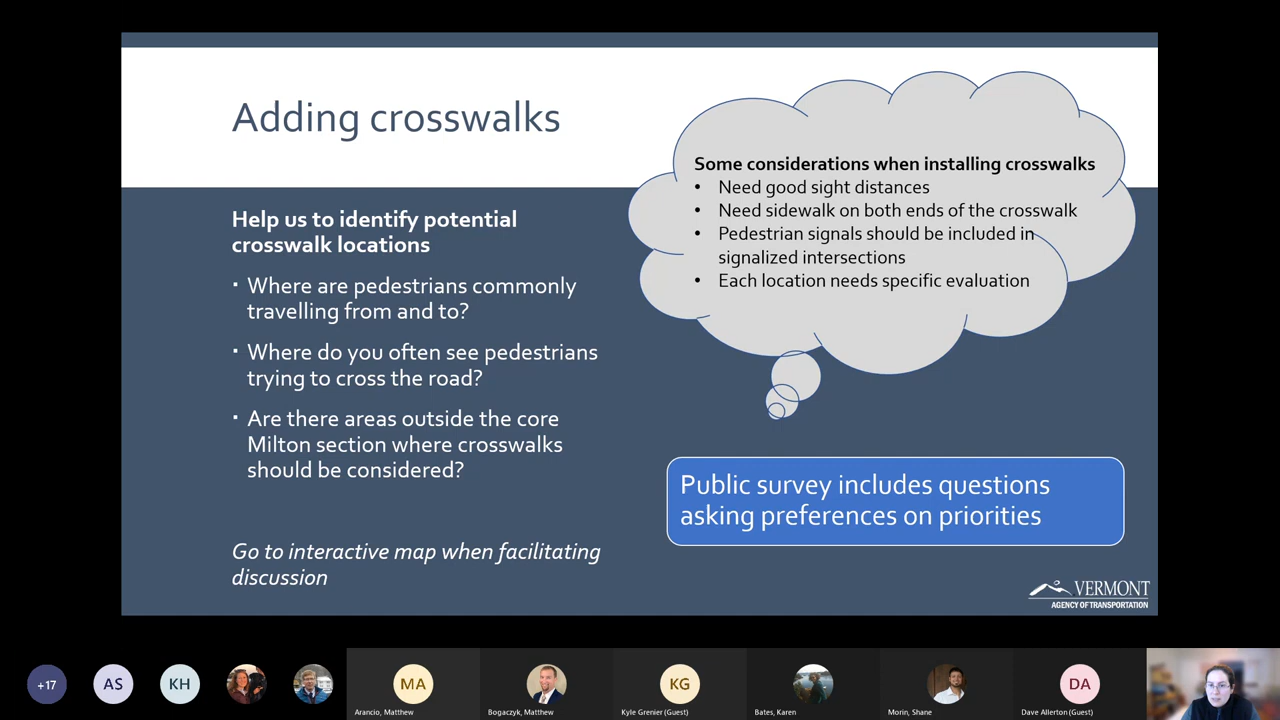 Adding crosswalks
Some considerations when installing crosswalks
• Need good sight distances
• Need sidewalk on both ends of the crosswalk
• Pedestrian signals should be included in
signalized intersections
• Each location needs specific evaluation
Help us to identify potential
crosswalk locations
▪ Where are pedestrians commonly
travelling from and to?
▪ Where do you often see pedestrians
trying to cross the road?
▪ Are there areas outside the core
Milton section where crosswalks
should be considered?
Go to interactive map when facilitating
discussion
Public survey includes questions
asking preferences on priorities
VERMONT
AGENCY OF TRANSPORTATION
+17
AS
KH
MA
Arancio, Matthew
Bogaczyk, Matthew
KG
Kyle Grenier (Guest)
Bates, Karen
Morin, Shane
DA
Dave Allerton (Guest)